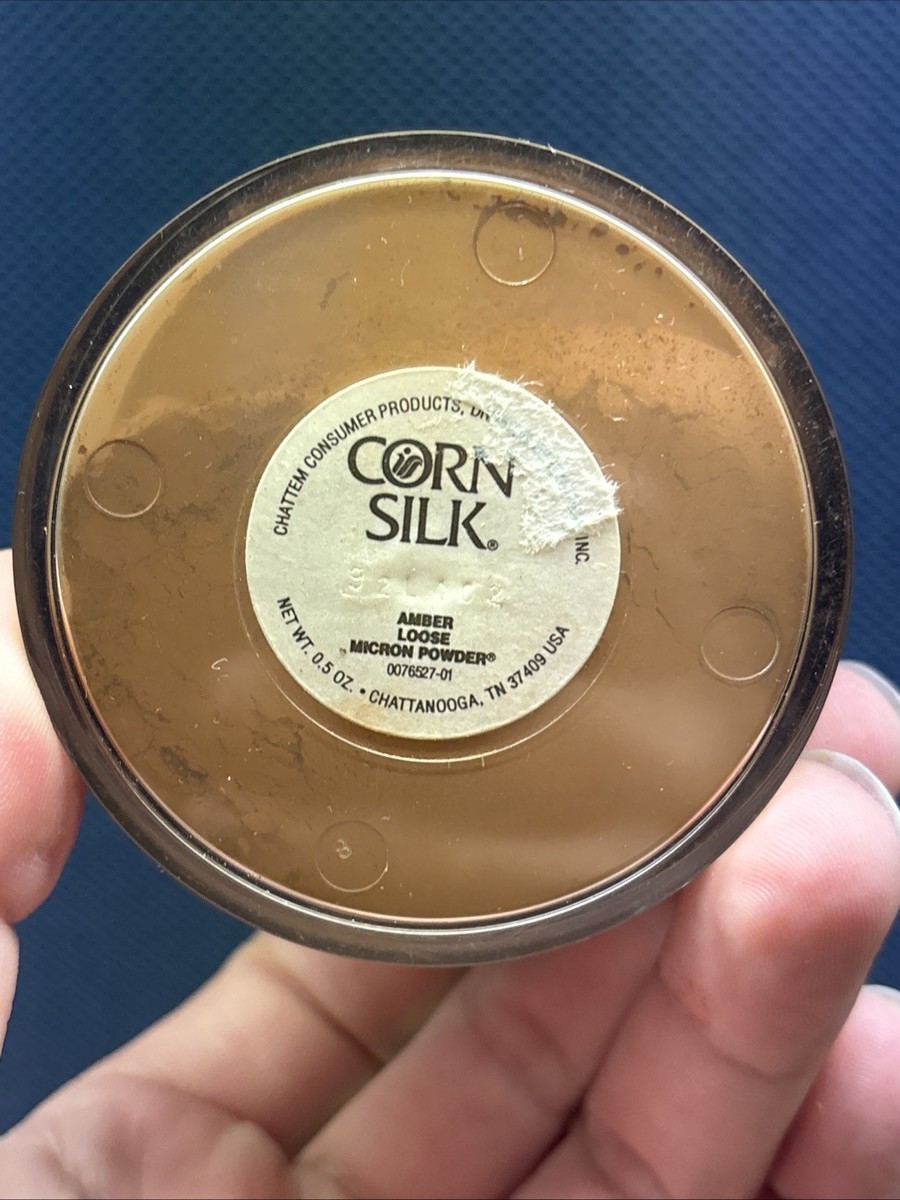 CHATTEM CONSUMER PRODUCTS, INC.
CORN
SILK®
AMBER
LOOSE
MICRON POWDER®
0076527-01
NET WT. 0.5 OZ. • CHATTANOOGA, TN 37409 USA